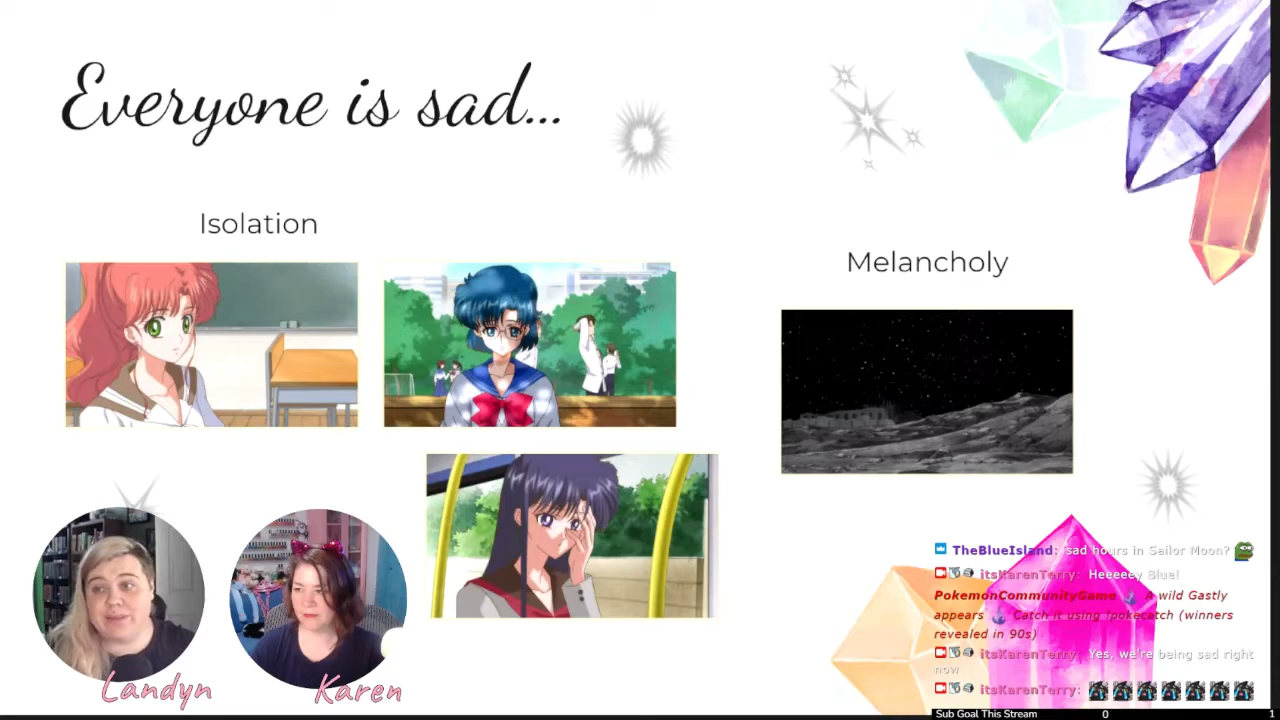 Everyone is sad...
Isolation
Melancholy
TheBlueIsland: sad hours in Sailor Moon?
itsKarenTerry: Heeeeey Blue!
PokemonCommunityGame A wild Gastly
appears Catch it using !pokecatch (winners
revealed in 90s)
itsKarenTerry: Yes, we're being sad right
now
itsKarenTerry:
Landyn
Karen
Sub Goal This Stream 0 1